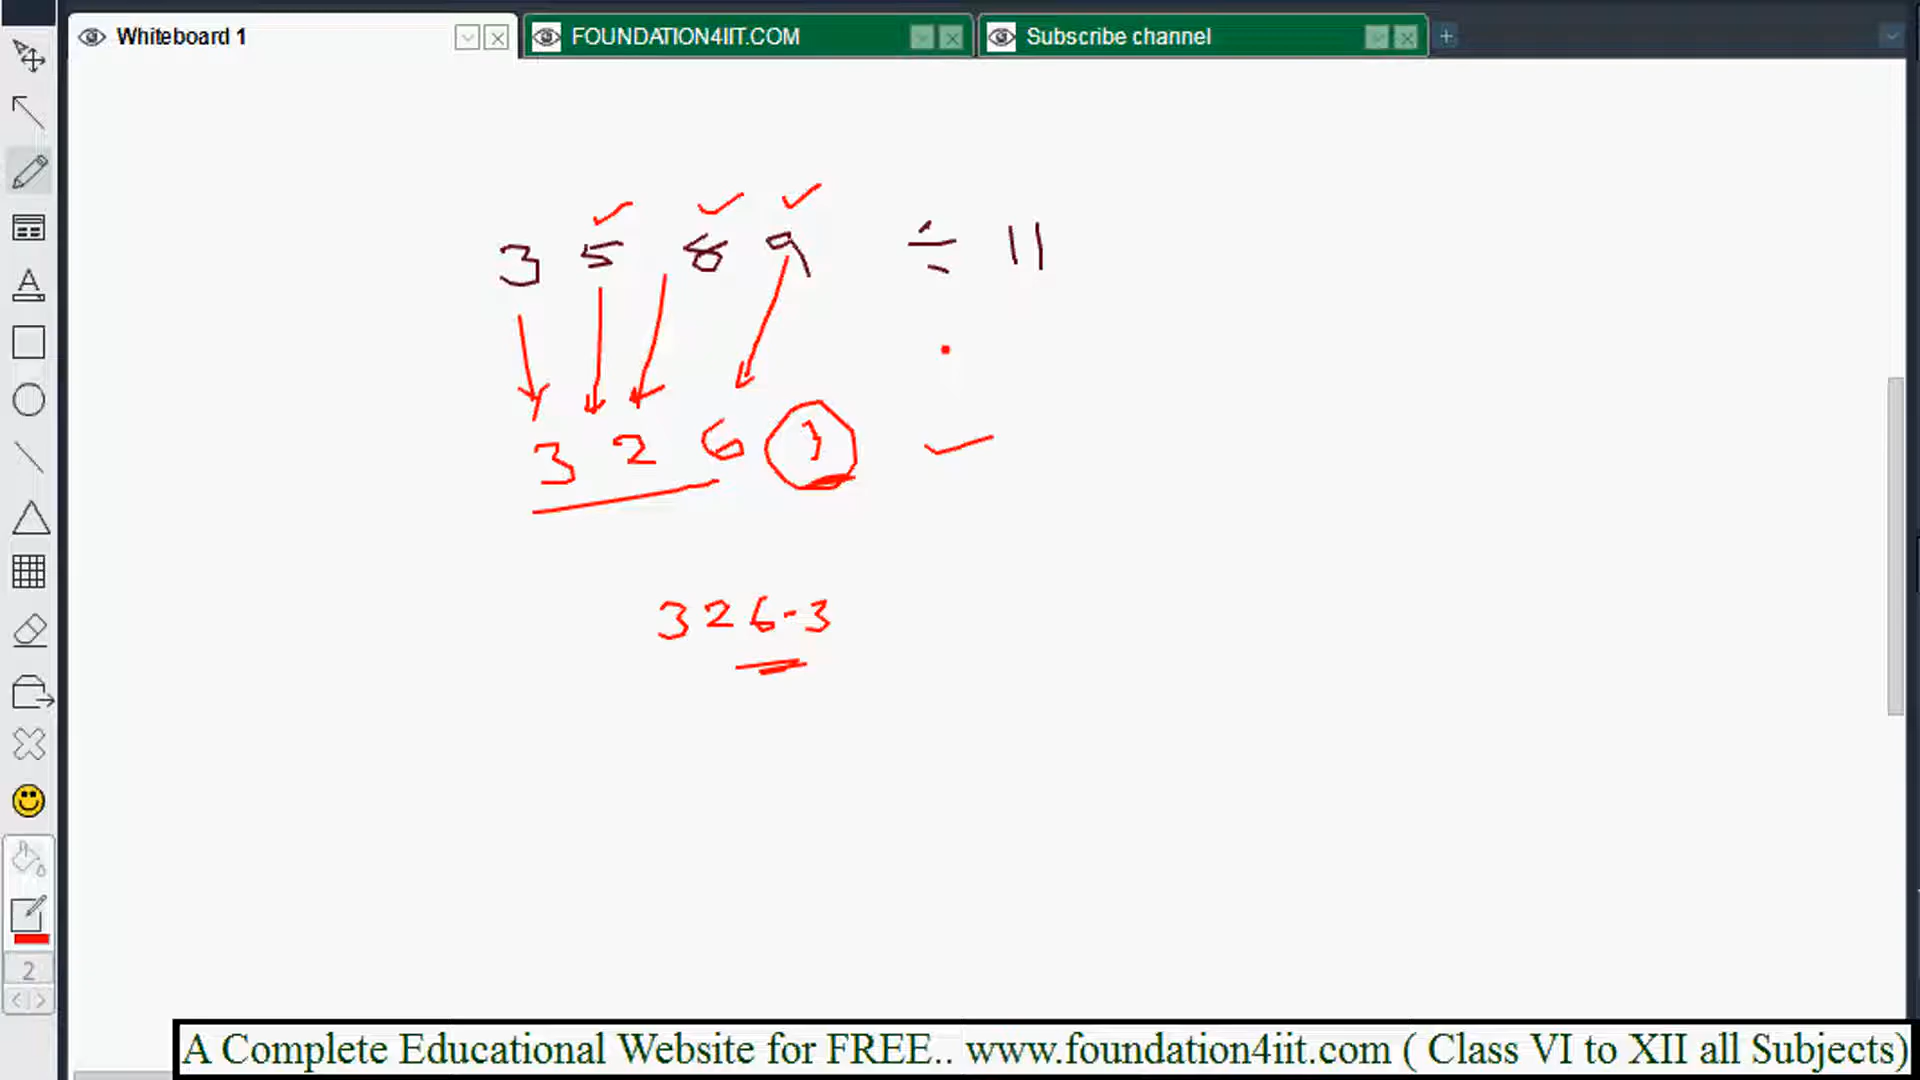 Whiteboard 1
FOUNDATION4IIT.COM
Subscribe channel
3 5 8 9 ÷ 11
3 2 6 3
326.3
2
A Complete Educational Website for FREE.. www.foundation4iit.com ( Class VI to XII all Subjects)